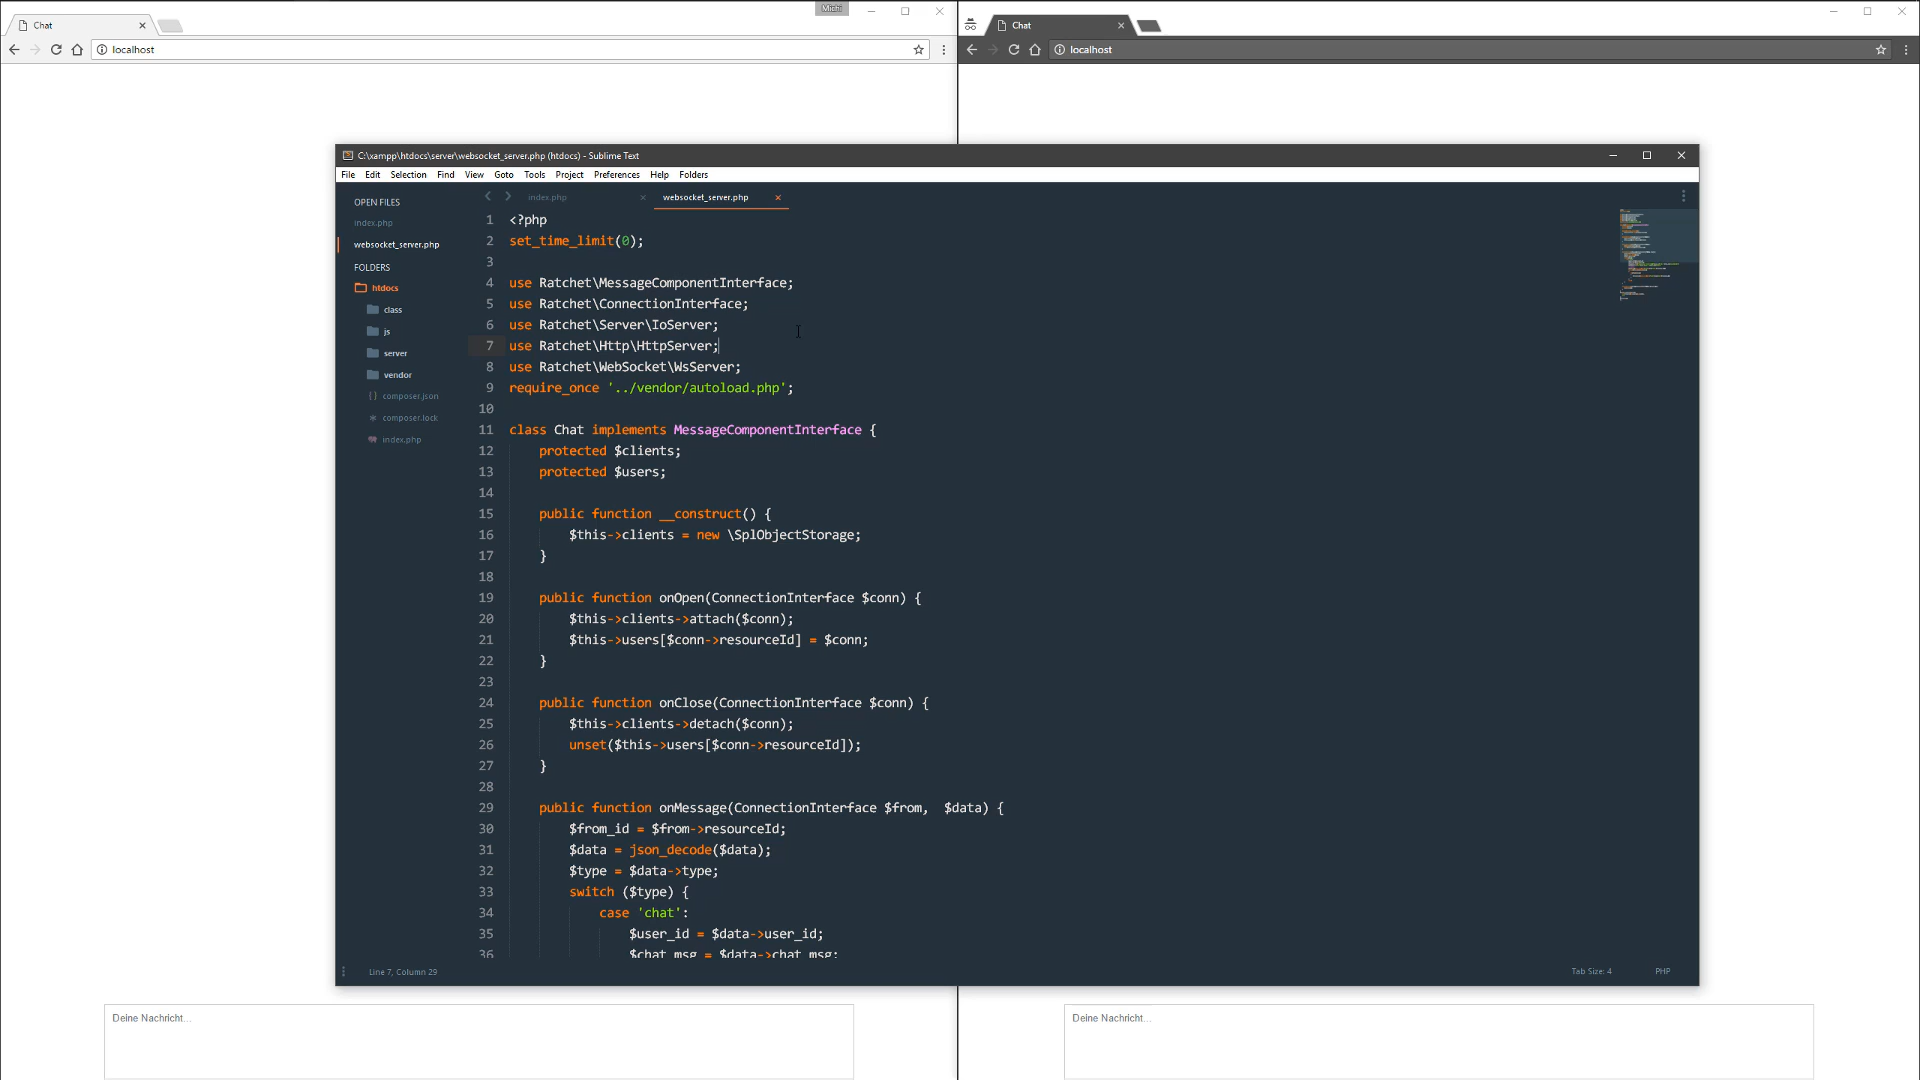 Chat
Michi
localhost
Chat
localhost
C:\xampp\htdocs\server\websocket_server.php (htdocs) - Sublime Text
File Edit Selection Find View Goto Tools Project Preferences Help Folders
OPEN FILES
index.php
websocket_server.php
FOLDERS
htdocs
class
js
server
vendor
composer.json
composer.lock
index.php
index.php websocket_server.php
1 <?php
2 set_time_limit(0);
3
4 use Ratchet\MessageComponentInterface;
5 use Ratchet\ConnectionInterface;
6 use Ratchet\Server\IoServer;
7 use Ratchet\Http\HttpServer;
8 use Ratchet\WebSocket\WsServer;
9 require_once '../vendor/autoload.php';
10
11 class Chat implements MessageComponentInterface {
12 protected $clients;
13 protected $users;
14
15 public function __construct() {
16 $this->clients = new \SplObjectStorage;
17 }
18
19 public function onOpen(ConnectionInterface $conn) {
20 $this->clients->attach($conn);
21 $this->users[$conn->resourceId] = $conn;
22 }
23
24 public function onClose(ConnectionInterface $conn) {
25 $this->clients->detach($conn);
26 unset($this->users[$conn->resourceId]);
27 }
28
29 public function onMessage(ConnectionInterface $from,  $data) {
30 $from_id = $from->resourceId;
31 $data = json_decode($data);
32 $type = $data->type;
33 switch ($type) {
34 case 'chat':
35 $user_id = $data->user_id;
36 $chat_msg = $data->chat_msg;
Line 7, Column 29
Tab Size: 4
PHP
Deine Nachricht...
Deine Nachricht...